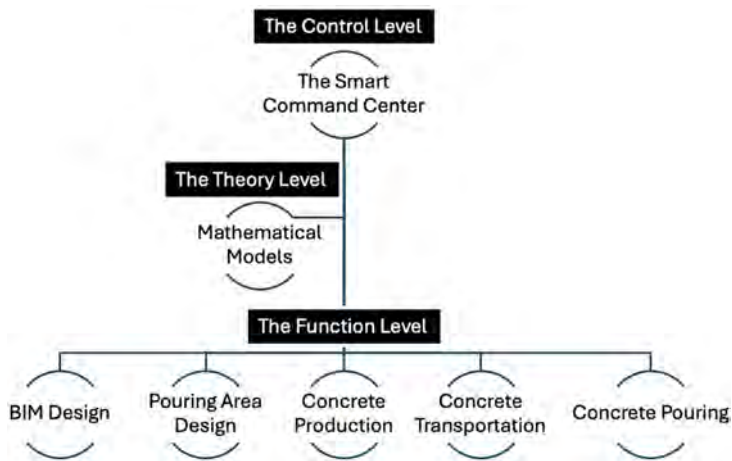 The Control Level
The Smart
Command Center
The Theory Level
Mathematical
Models
The Function Level
BIM Design
Pouring Area
Design
Concrete
Production
Concrete
Transportation
Concrete Pouring